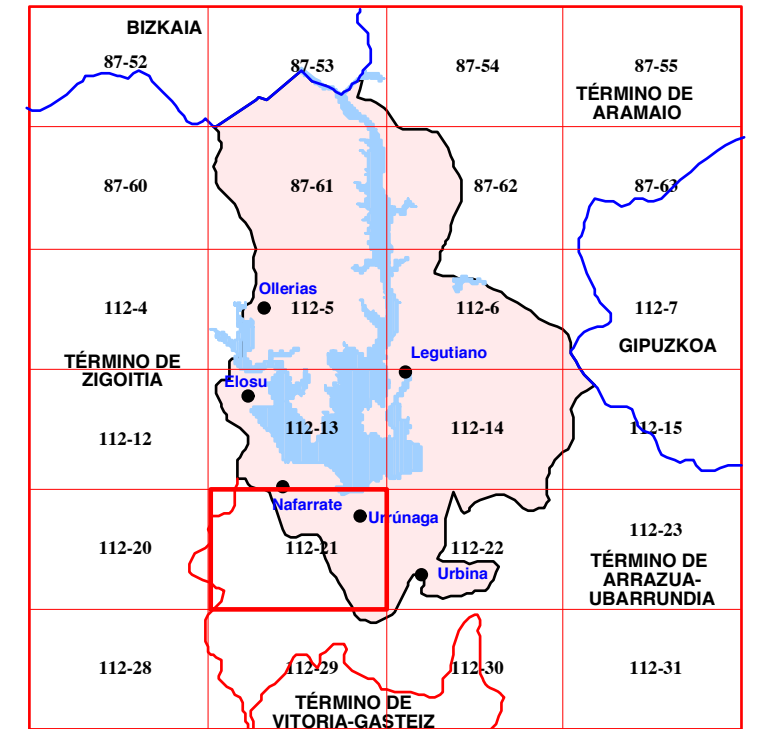 BIZKAIA
87-52
87-53
87-54
87-55
TÉRMINO DE
ARAMAIO
87-60
87-61
87-62
87-63
Ollerias
112-4
112-5
112-6
112-7
GIPUZKOA
Legutiano
TÉRMINO DE
ZIGOITIA
Elosu
112-12
112-13
112-14
112-15
Nafarrate
Urrúnaga
112-20
112-21
112-22
112-23
TÉRMINO DE
ARRAZUA-
UBARRUNDIA
Urbina
112-28
112-29
112-30
112-31
TÉRMINO DE
VITORIA-GASTEIZ